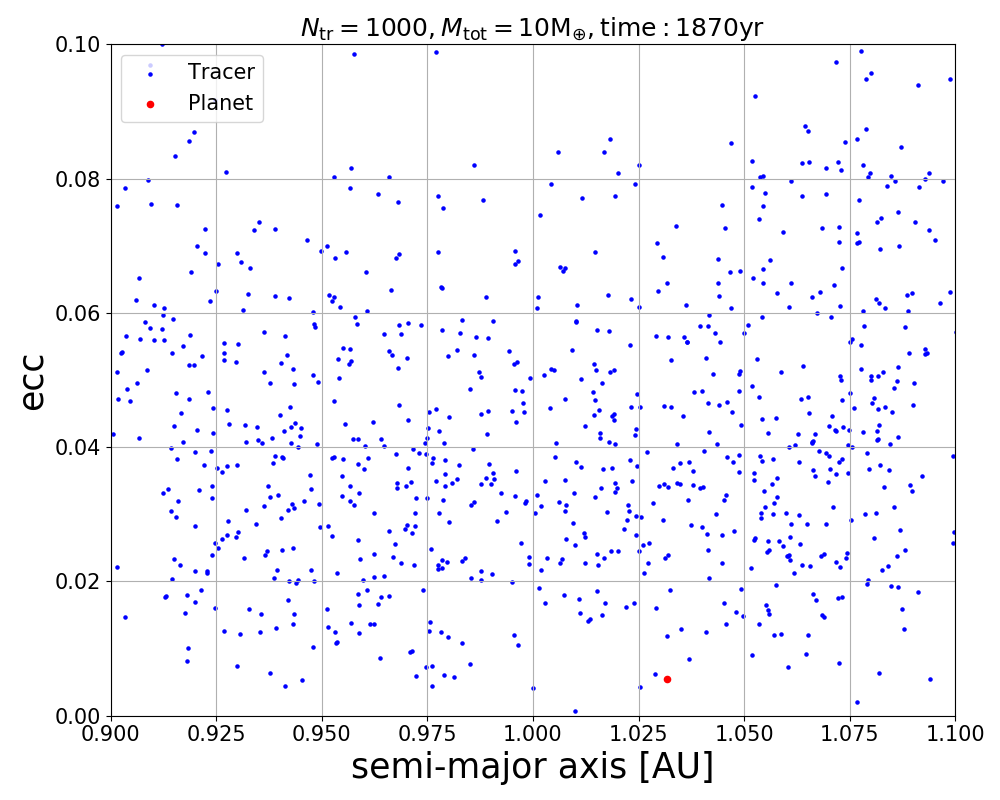 N_tr = 1000, M_tot = 10M_⊕, time : 1870yr
0.10
Tracer
Planet
0.08
0.06
ecc
0.04
0.02
0.00
0.900 0.925 0.950 0.975 1.000 1.025 1.050 1.075 1.100
semi-major axis [AU]